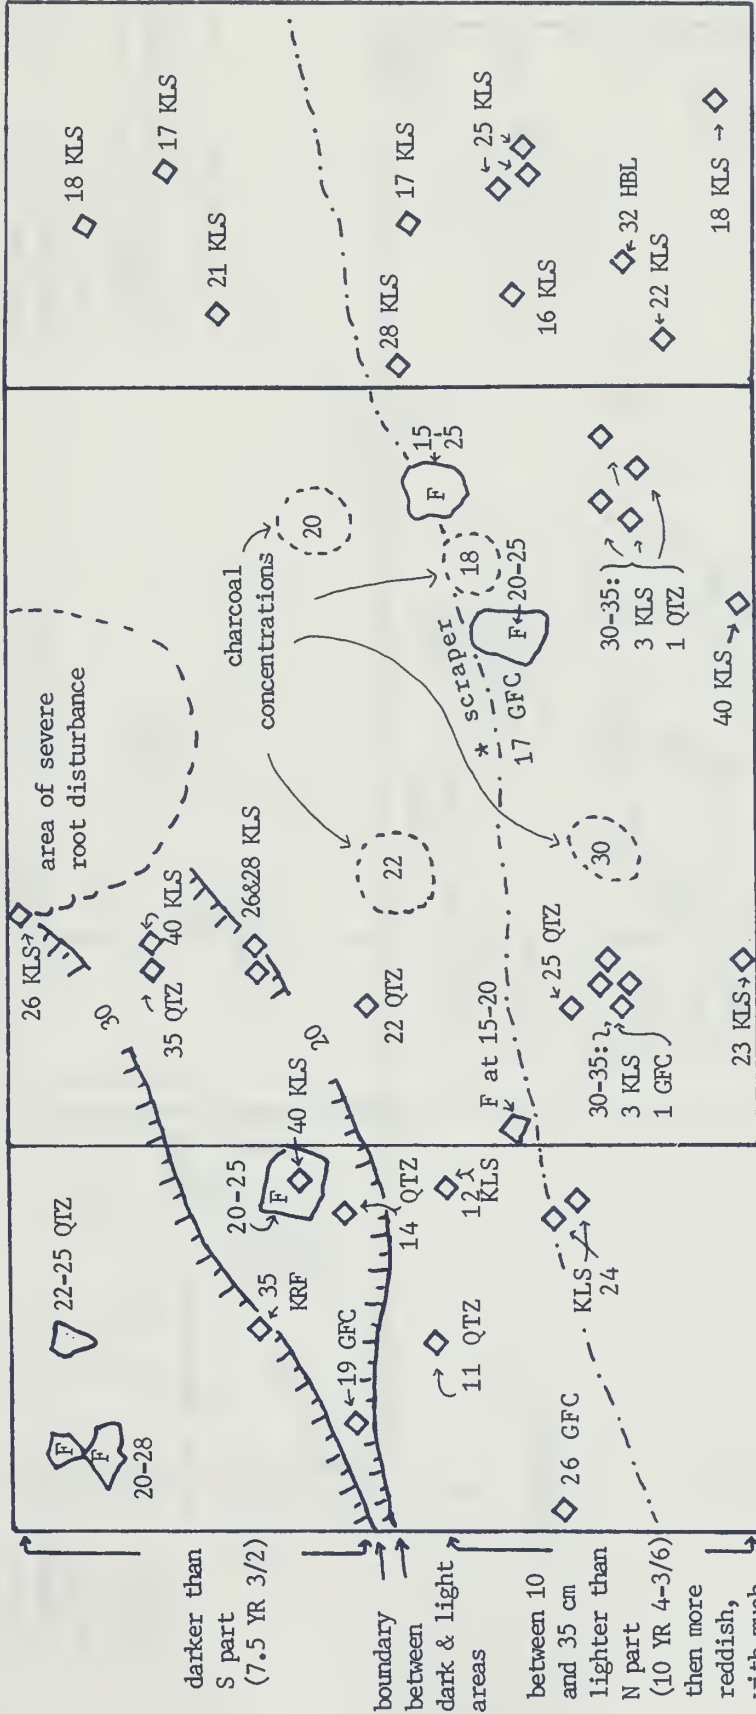 darker than
S part
(7.5 YR 3/2)
boundary
between
dark & light
areas
between 10
and 35 cm
lighter than
N part
(10 YR 4-3/6)
then more
reddish,
with much
F
F
20-28
22-25 QTZ
35
KRF
20-25
F
40 KLS
19 GFC
14 QTZ
11 QTZ
12
KLS
KLS
24
26 GFC
26 KLS
30
35 QTZ
40 KLS
26&28 KLS
20
22 QTZ
area of severe
root disturbance
charcoal
concentrations
20
22
18
30
F at 15-20
* scraper
17 GFC
F
20-25
F
15
25
25 QTZ
30-35:
3 KLS
1 GFC
23 KLS
30-35:
3 KLS
1 QTZ
40 KLS
18 KLS
17 KLS
21 KLS
28 KLS
17 KLS
25 KLS
16 KLS
32 HBL
22 KLS
18 KLS